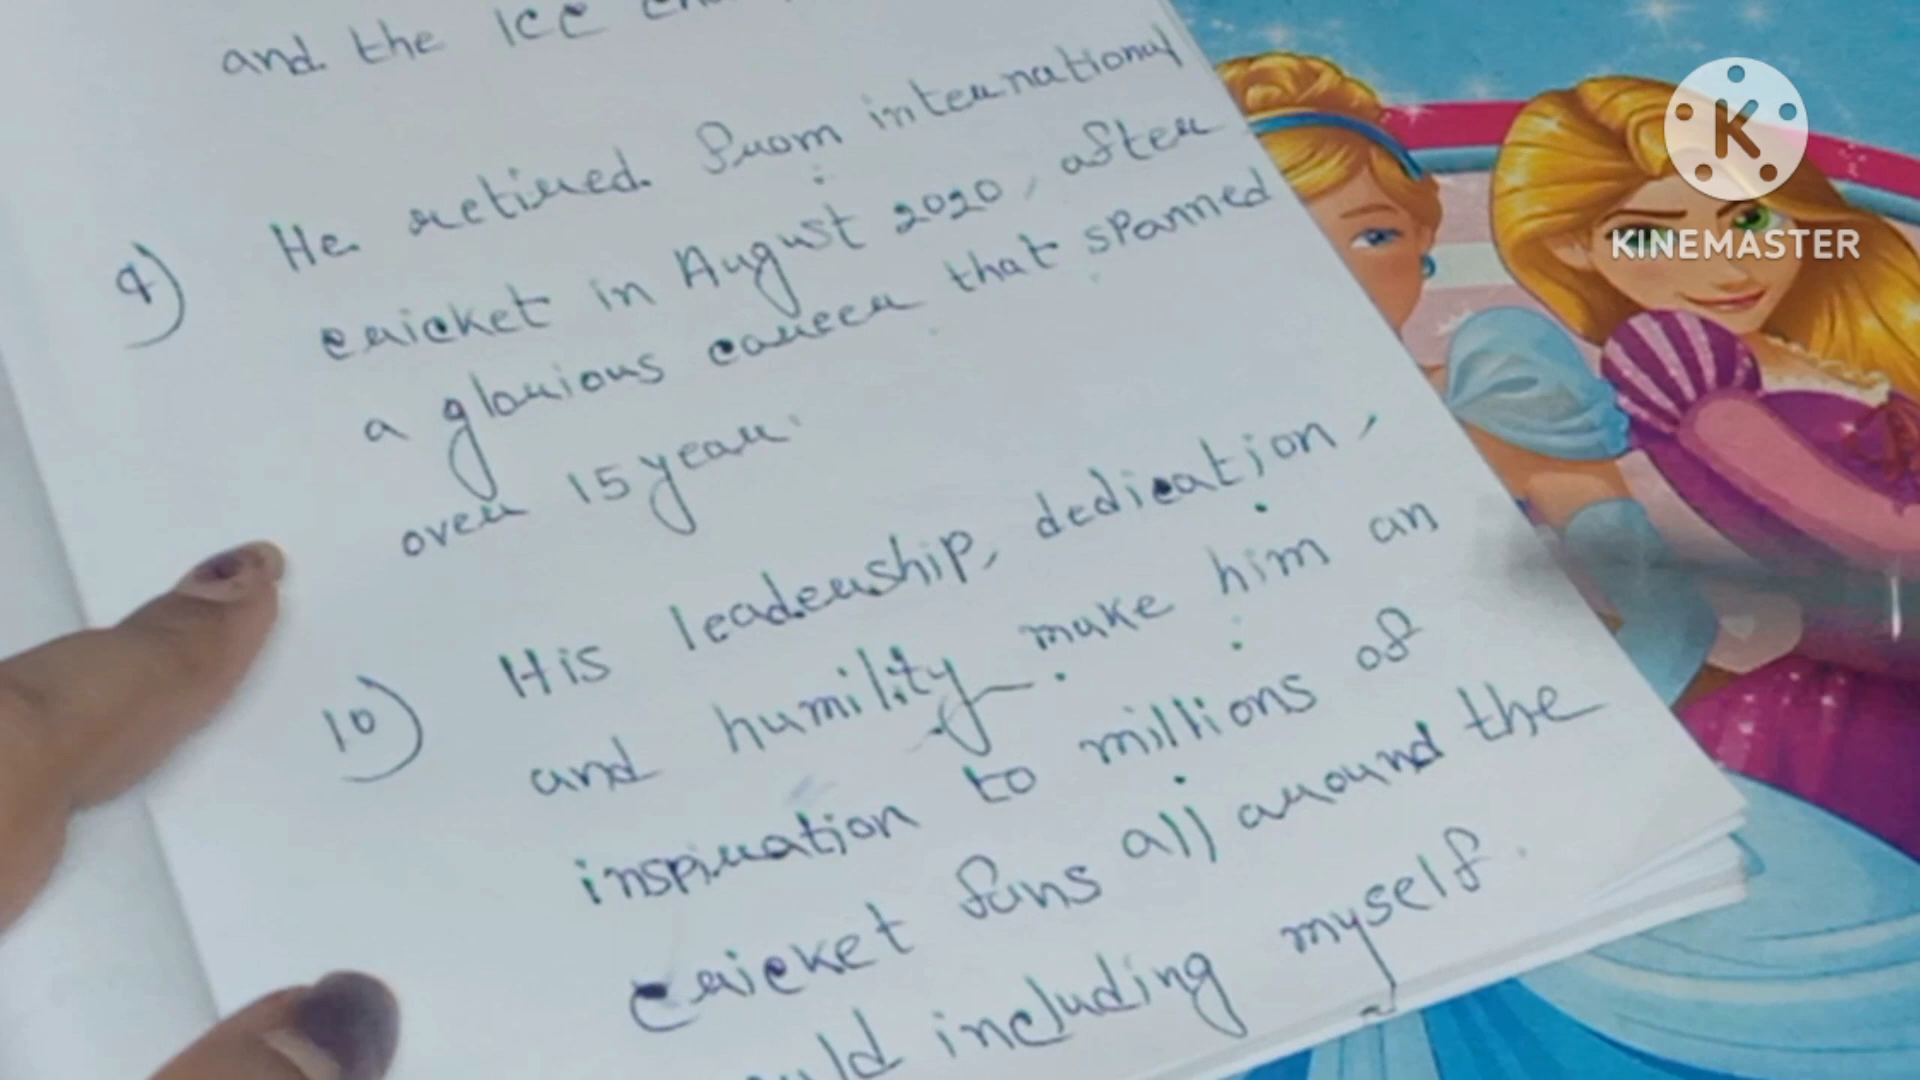 and the ICC
9) He retired from international
cricket in August 2020, after
a glorious career that spanned
over 15 year.
10) His leadership, dedication,
and humility make him an
inspiration to millions of
cricket fans all around the
including myself.
KINEMASTER